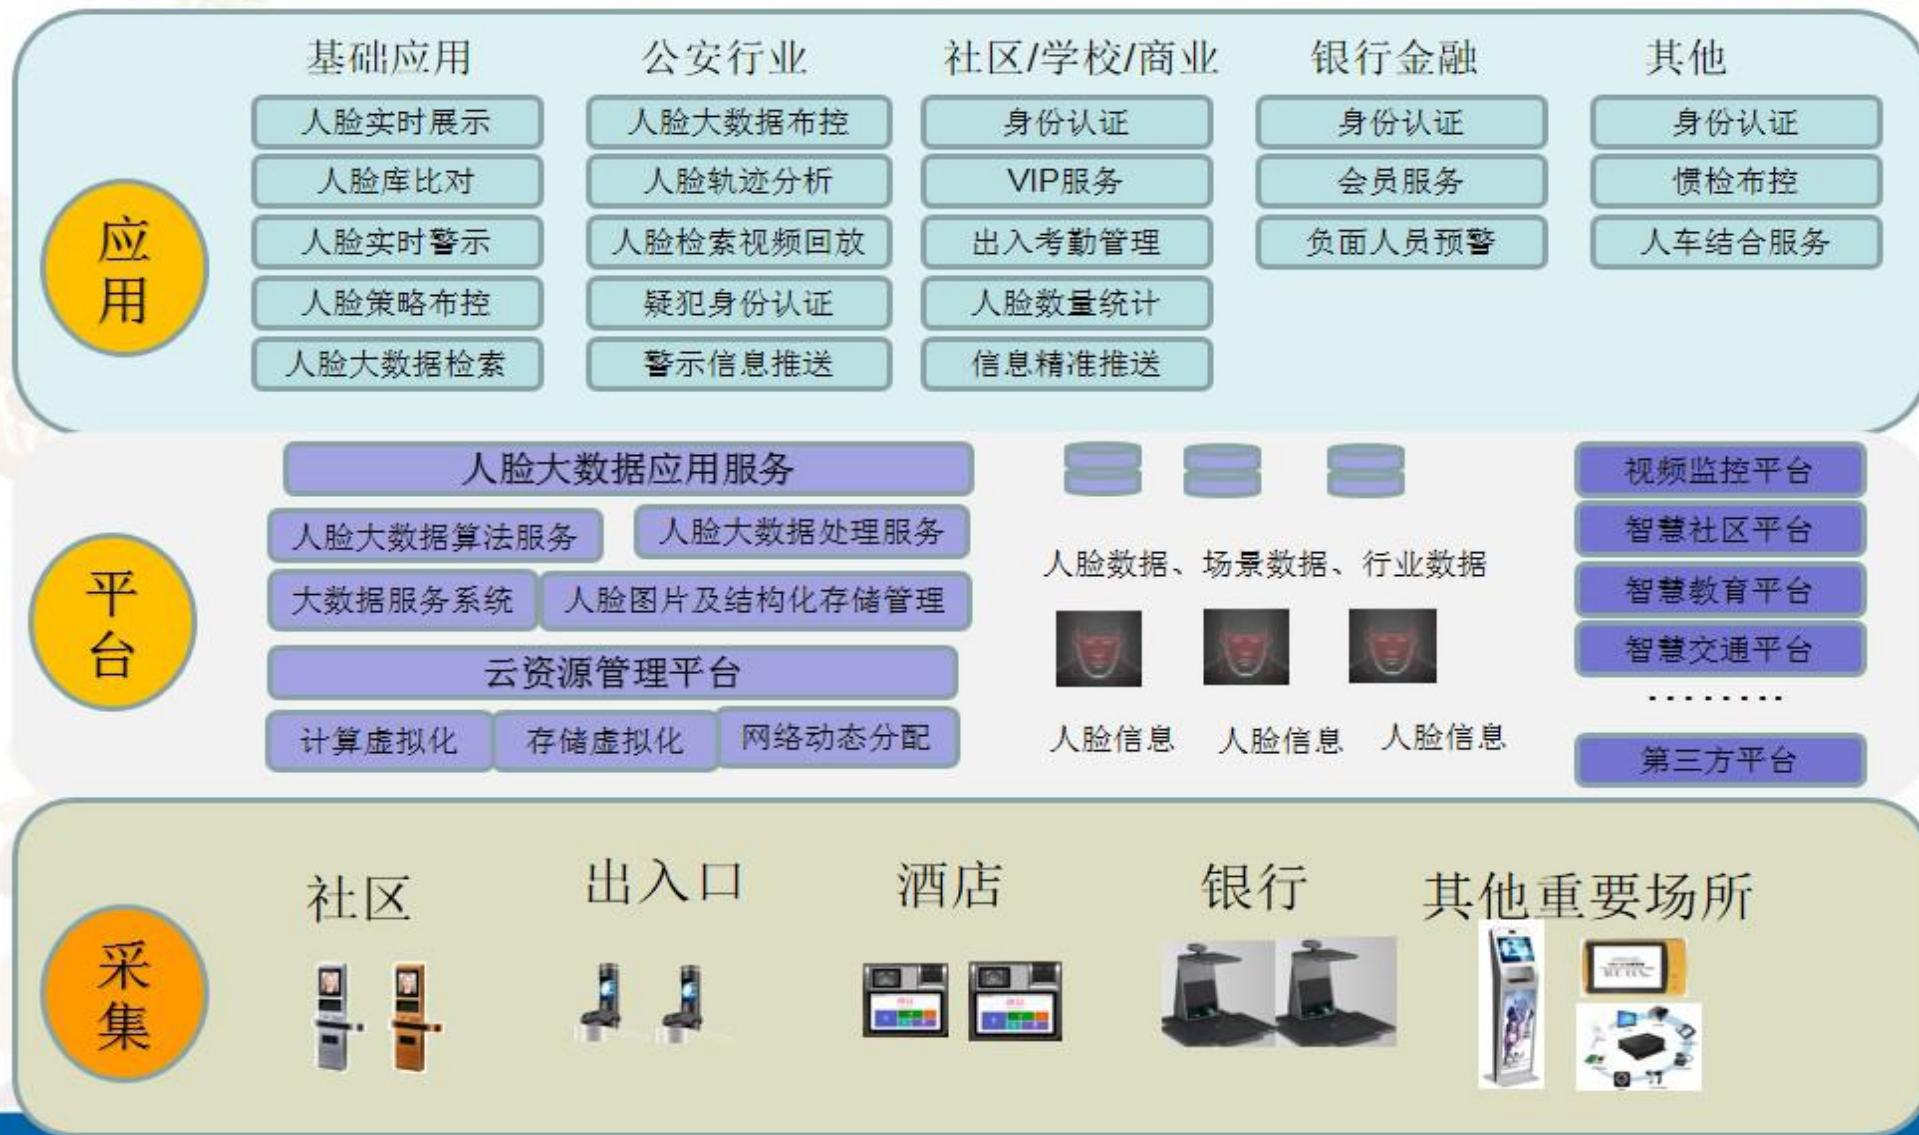 基础应用
公安行业
社区/学校/商业
银行金融
其他
人脸实时展示
人脸大数据布控
身份认证
身份认证
身份认证
人脸库比对
人脸轨迹分析
VIP服务
会员服务
惯检布控
应用
人脸实时警示
人脸检索视频回放
出入考勤管理
负面人员预警
人车结合服务
人脸策略布控
疑犯身份认证
人脸数量统计
人脸大数据检索
警示信息推送
信息精准推送
平台
人脸大数据应用服务
人脸大数据算法服务
人脸大数据处理服务
大数据服务系统
人脸图片及结构化存储管理
云资源管理平台
计算虚拟化
存储虚拟化
网络动态分配
人脸数据、场景数据、行业数据
人脸信息
人脸信息
人脸信息
视频监控平台
智慧社区平台
智慧教育平台
智慧交通平台
........
第三方平台
采集
社区
出入口
酒店
银行
其他重要场所